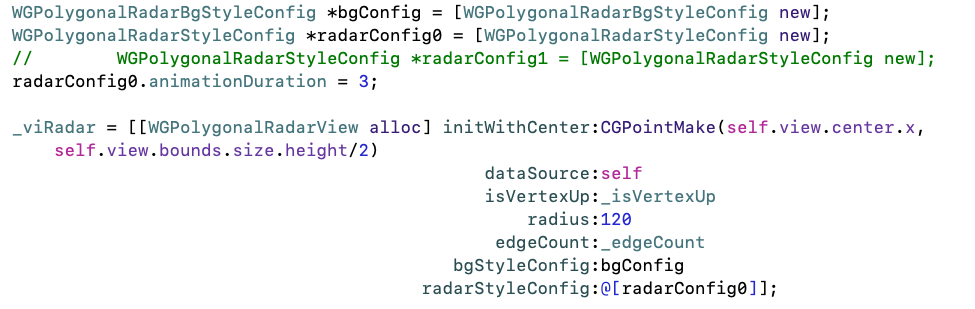 WGPolygonalRadarBgStyleConfig *bgConfig = [WGPolygonalRadarBgStyleConfig new];
WGPolygonalRadarStyleConfig *radarConfig0 = [WGPolygonalRadarStyleConfig new];
//        WGPolygonalRadarStyleConfig *radarConfig1 = [WGPolygonalRadarStyleConfig new];
radarConfig0.animationDuration = 3;

_viRadar = [[WGPolygonalRadarView alloc] initWithCenter:CGPointMake(self.view.center.x,
    self.view.bounds.size.height/2)
                                             dataSource:self
                                             isVertexUp:_isVertexUp
                                                 radius:120
                                              edgeCount:_edgeCount
                                          bgStyleConfig:bgConfig
                                       radarStyleConfig:@[radarConfig0]];